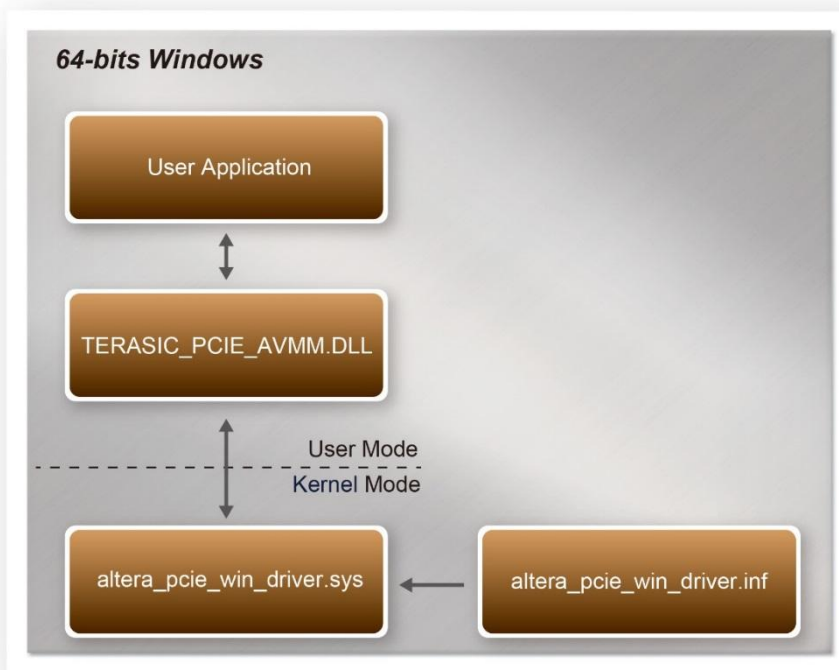 64-bits Windows
User Application
TERASIC_PCIE_AVMM.DLL
User Mode
Kernel Mode
altera_pcie_win_driver.sys
altera_pcie_win_driver.inf